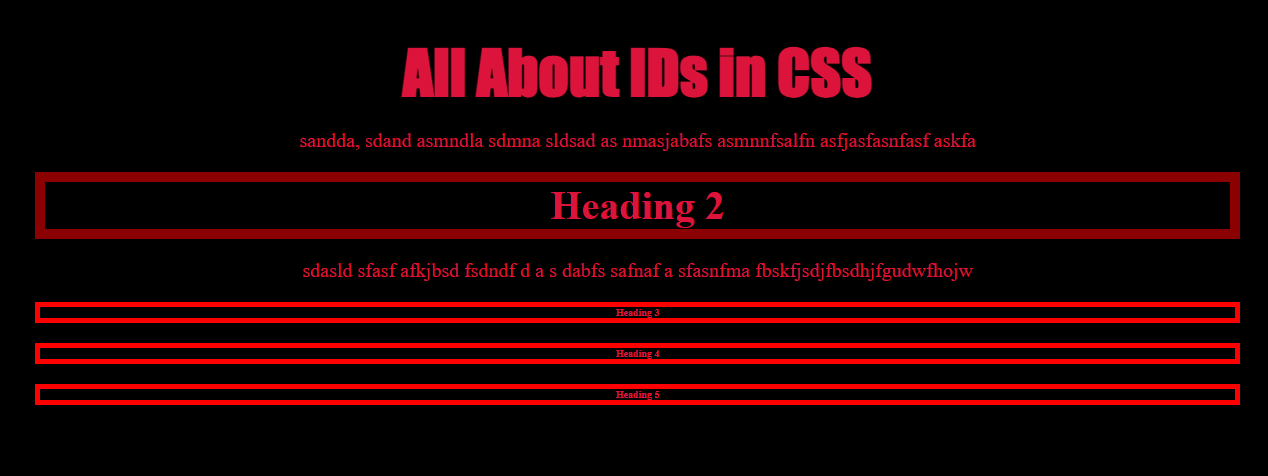 All About IDs in CSS
sandda, sdand asmndla sdmna sldsad as nmasjabafs asmnnfsalfn asfjasfasnfasf askfa
Heading 2
sdasld sfasf afkjbsd fsdndf d a s dabfs safnaf a sfasnfma fbskfjsdjfbsdhjfgudwfhojw
Heading 3
Heading 4
Heading 5